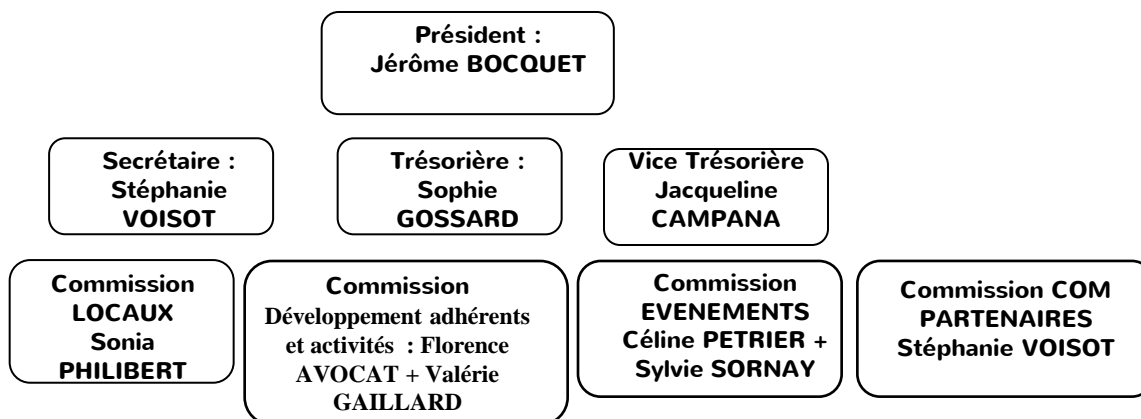 Président :
Jérôme BOCQUET
Secrétaire :
Stéphanie
VOISOT
Trésorière :
Sophie
GOSSARD
Vice Trésorière
Jacqueline
CAMPANA
Commission
LOCAUX
Sonia
PHILIBERT
Commission
Développement adhérents
et activités : Florence
AVOCAT + Valérie
GAILLARD
Commission
EVENEMENTS
Céline PETRIER +
Sylvie SORNAY
Commission COM
PARTENAIRES
Stéphanie VOISOT